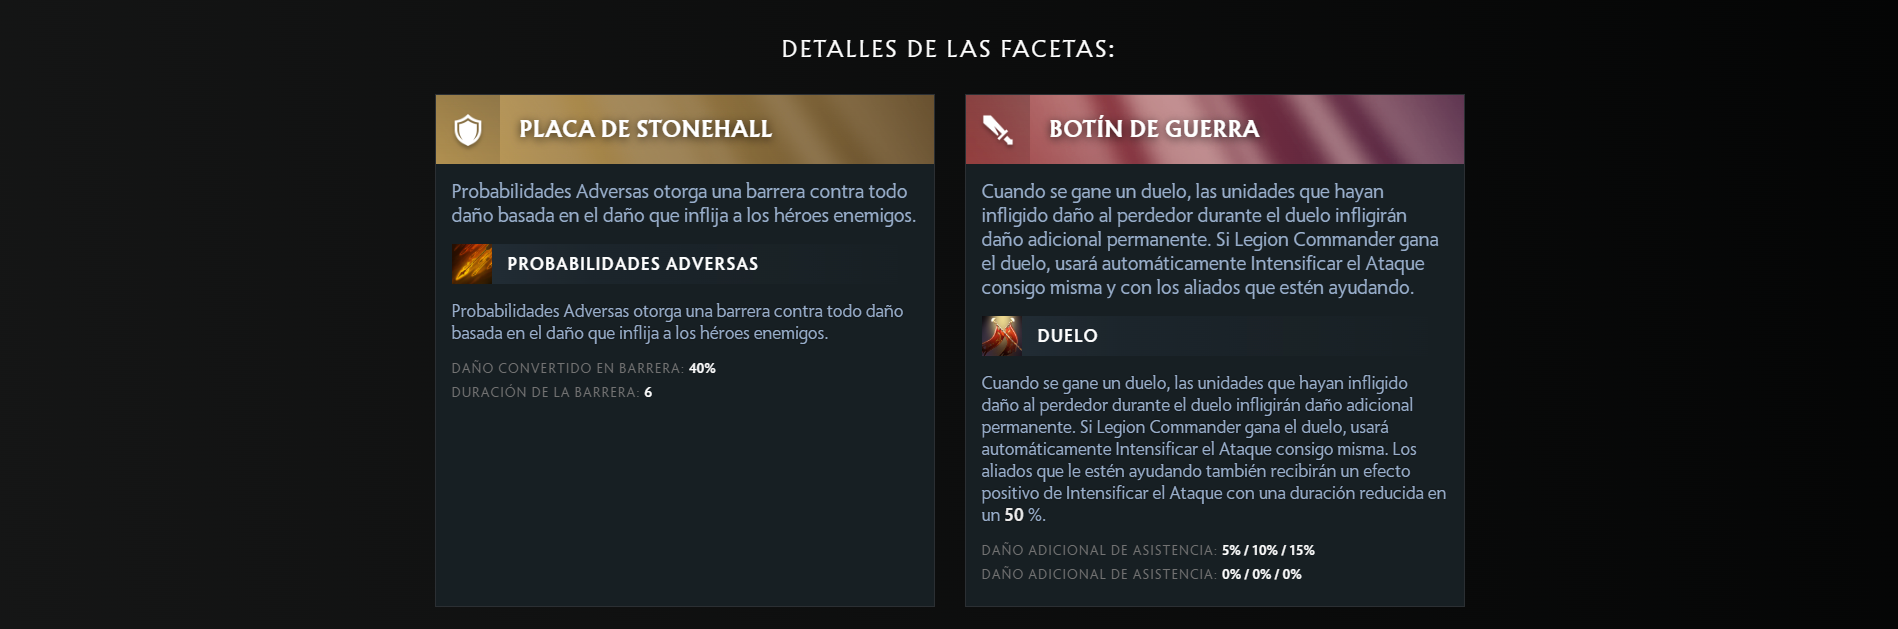 DETALLES DE LAS FACETAS:
PLACA DE STONEHALL
Probabilidades Adversas otorga una barrera contra todo
daño basada en el daño que inflija a los héroes enemigos.
PROBABILIDADES ADVERSAS
Probabilidades Adversas otorga una barrera contra todo daño
basada en el daño que inflija a los héroes enemigos.
DAÑO CONVERTIDO EN BARRERA: 40%
DURACIÓN DE LA BARRERA: 6
BOTÍN DE GUERRA
Cuando se gane un duelo, las unidades que hayan
infligido daño al perdedor durante el duelo infligirán
daño adicional permanente. Si Legion Commander gana
el duelo, usará automáticamente Intensificar el Ataque
consigo misma y con los aliados que estén ayudando.
DUELO
Cuando se gane un duelo, las unidades que hayan infligido
daño al perdedor durante el duelo infligirán daño adicional
permanente. Si Legion Commander gana el duelo, usará
automáticamente Intensificar el Ataque consigo misma. Los
aliados que le estén ayudando también recibirán un efecto
positivo de Intensificar el Ataque con una duración reducida en
un 50 %.
DAÑO ADICIONAL DE ASISTENCIA: 5% / 10% / 15%
DAÑO ADICIONAL DE ASISTENCIA: 0% / 0% / 0%